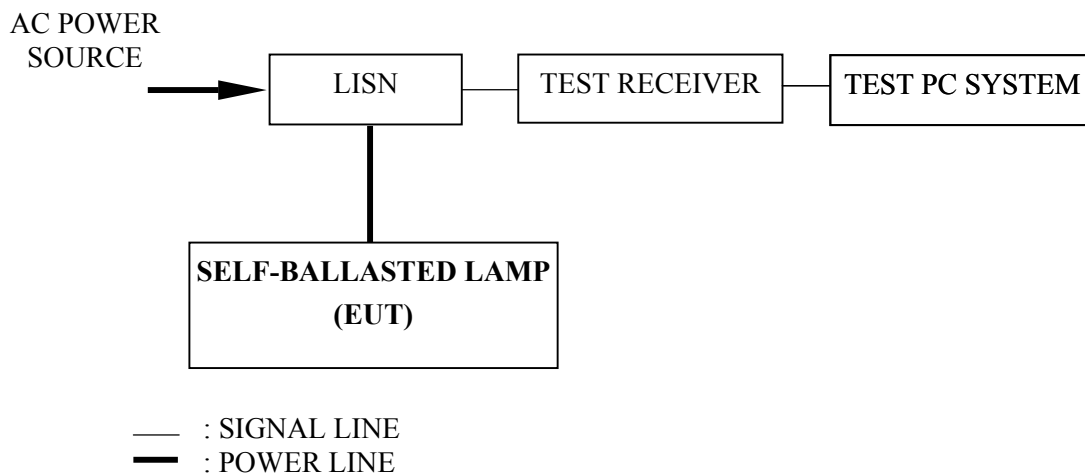 AC POWER
SOURCE
LISN
TEST RECEIVER
TEST PC SYSTEM
SELF-BALLASTED LAMP
(EUT)
: SIGNAL LINE
: POWER LINE